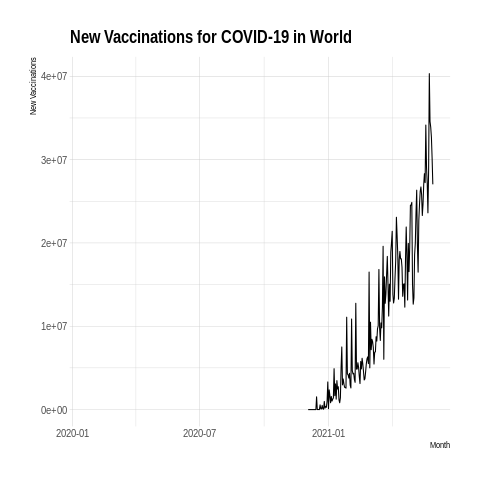 New Vaccinations for COVID-19 in World
New Vaccinations
4e+07
3e+07
2e+07
1e+07
0e+00
2020-01 2020-07 2021-01
Month